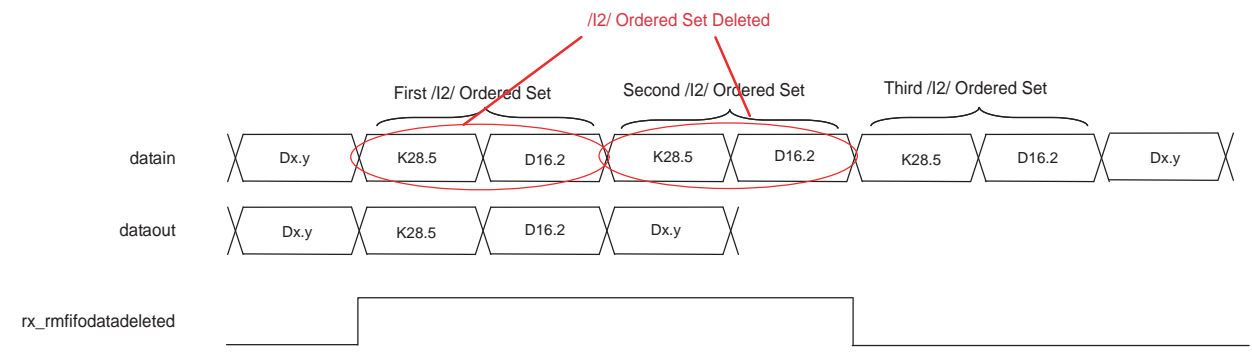 /I2/ Ordered Set Deleted
First /I2/ Ordered Set Second /I2/ Ordered Set Third /I2/ Ordered Set
datain Dx.y K28.5 D16.2 K28.5 D16.2 K28.5 D16.2 Dx.y
dataout Dx.y K28.5 D16.2 Dx.y
rx_rmfifodatadeleted